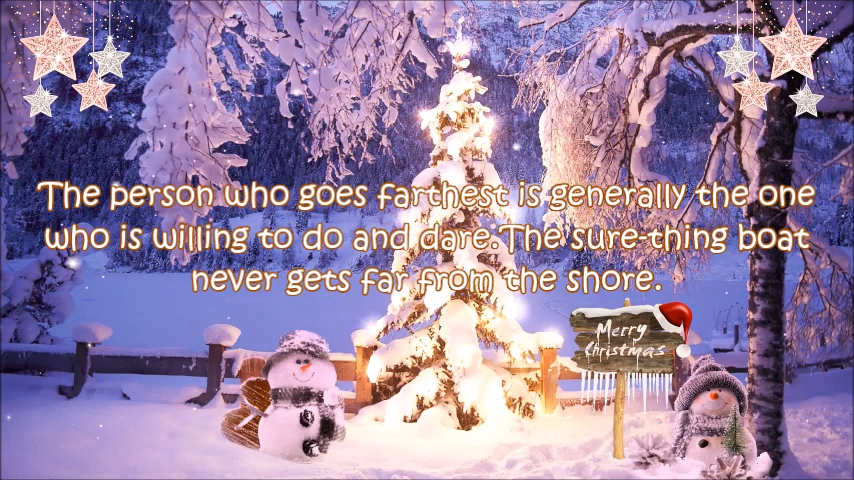 The person who goes farthest is generally the one
who is willing to do and dare.The sure-thing boat
never gets far from the shore.
Merry
Christmas